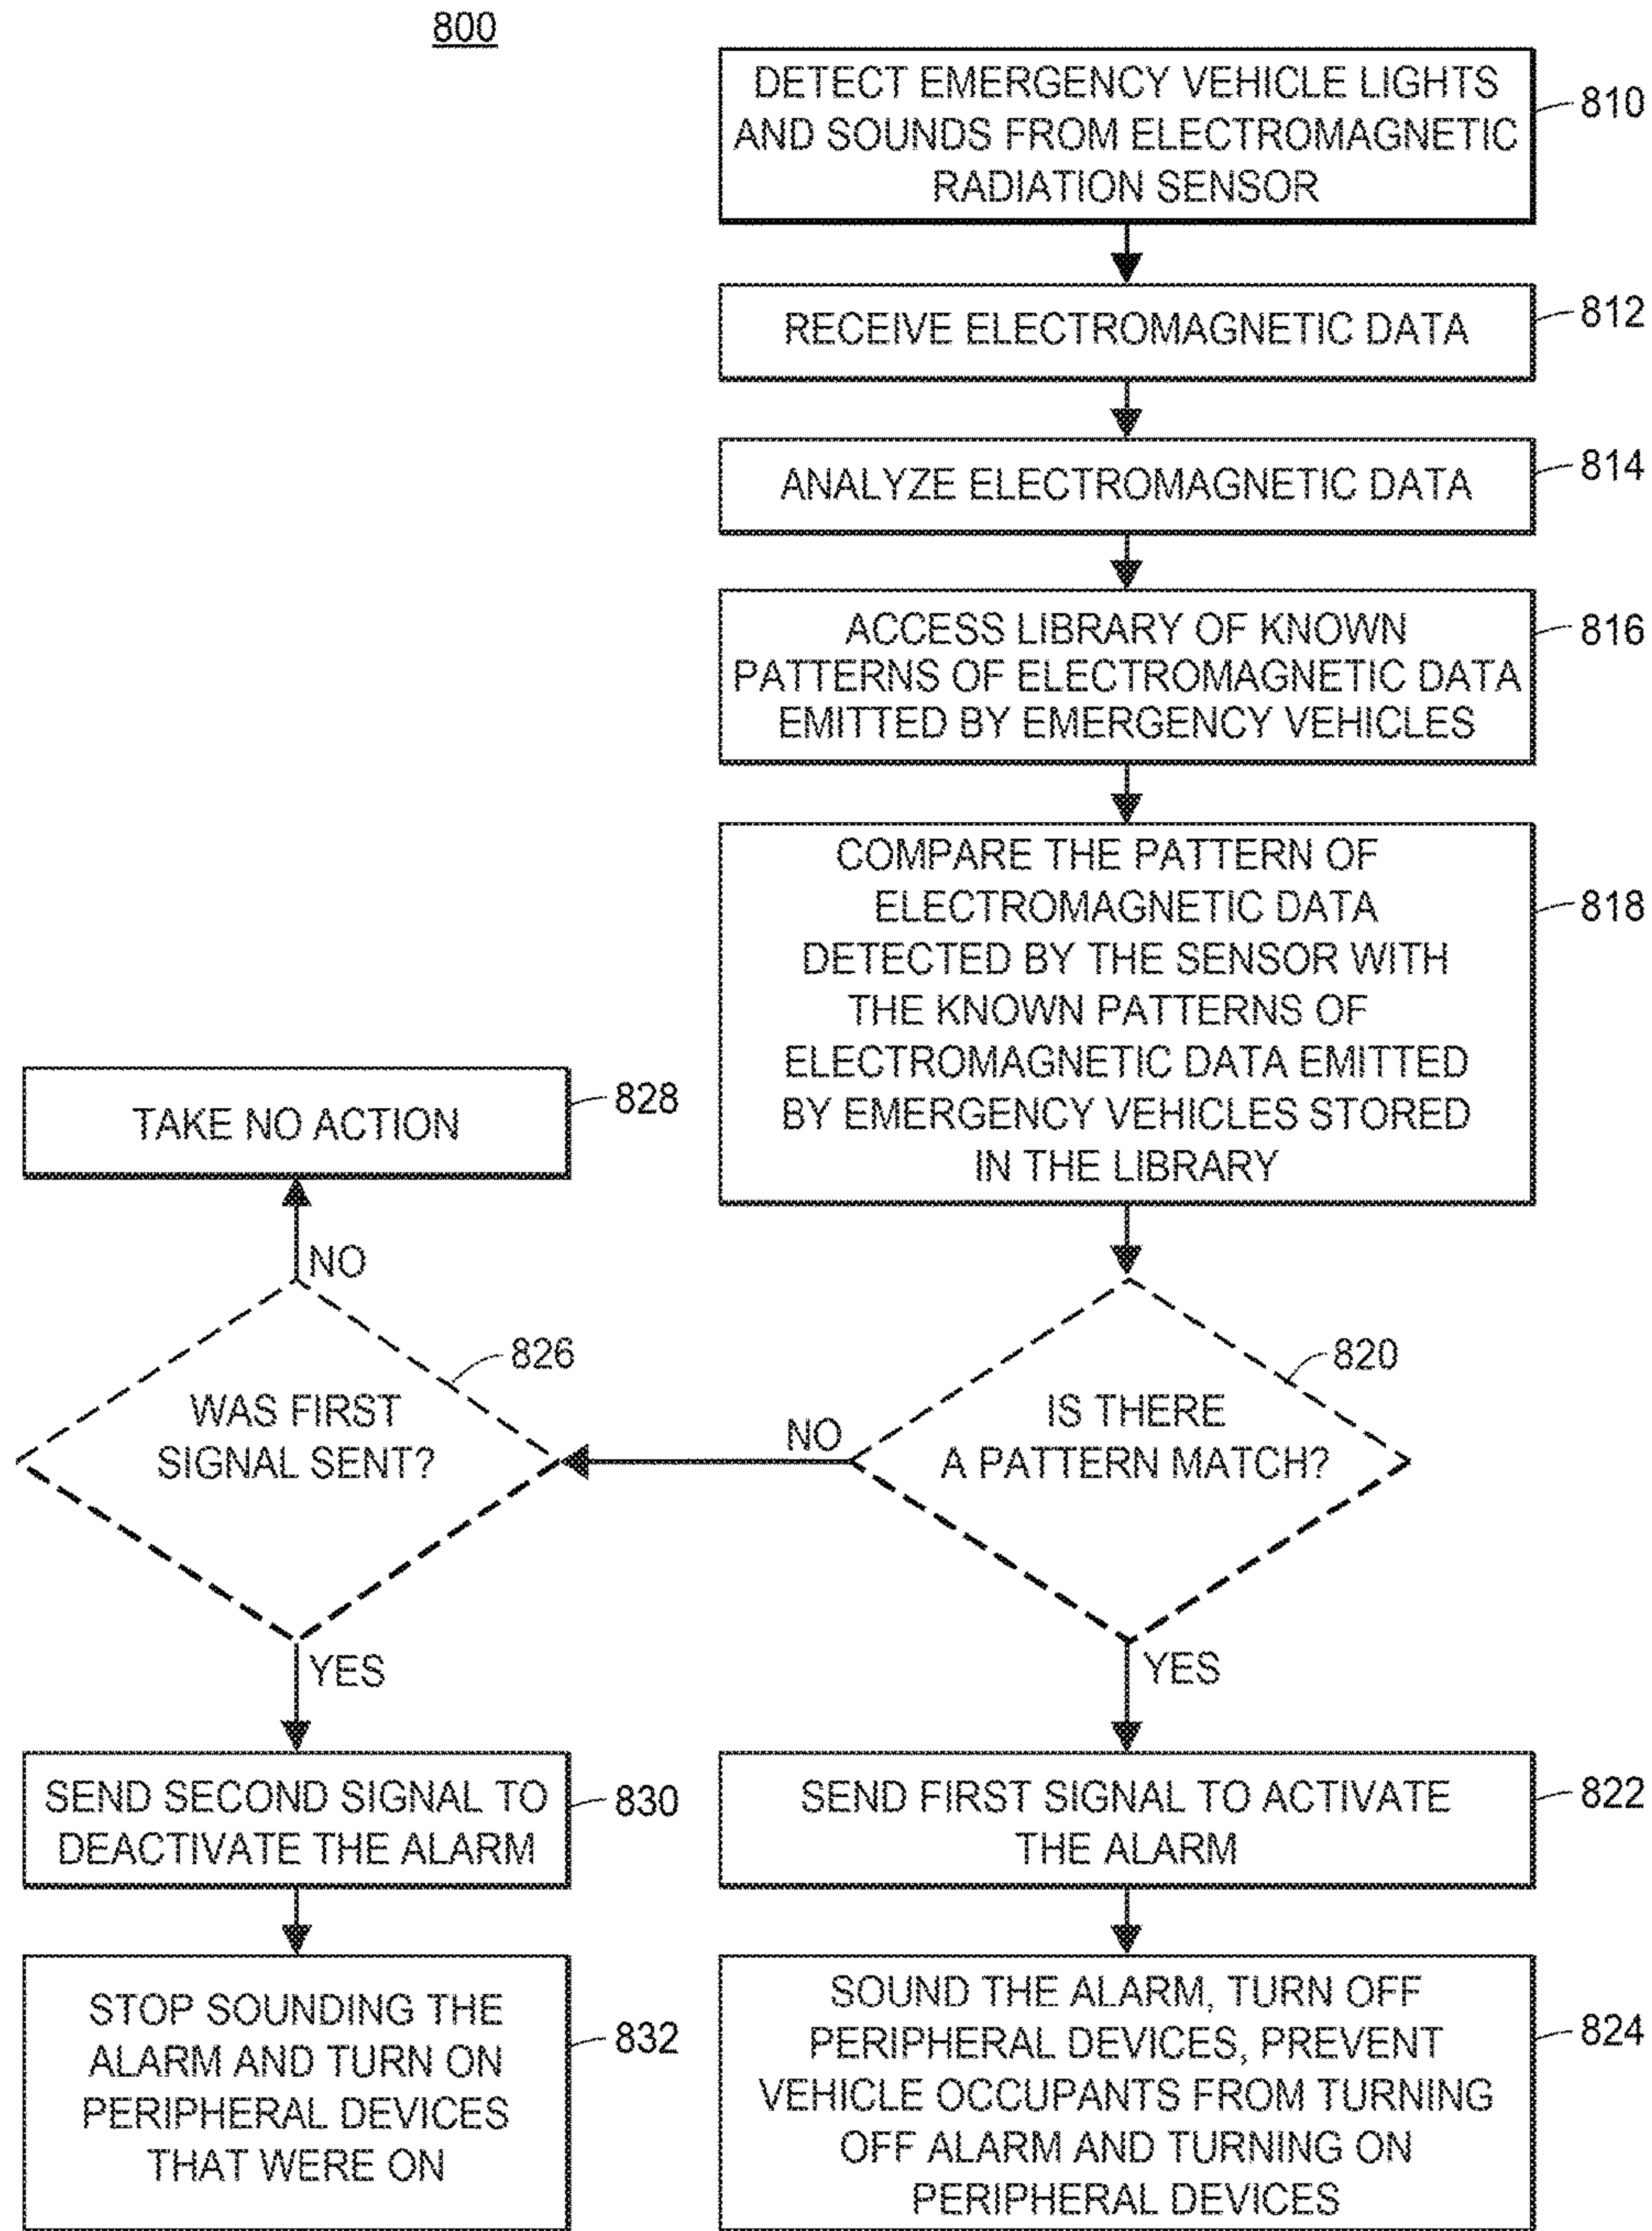 800
DETECT EMERGENCY VEHICLE LIGHTS
AND SOUNDS FROM ELECTROMAGNETIC
RADIATION SENSOR
810
RECEIVE ELECTROMAGNETIC DATA
812
ANALYZE ELECTROMAGNETIC DATA
814
ACCESS LIBRARY OF KNOWN
PATTERNS OF ELECTROMAGNETIC DATA
EMITTED BY EMERGENCY VEHICLES
816
COMPARE THE PATTERN OF
ELECTROMAGNETIC DATA
DETECTED BY THE SENSOR WITH
THE KNOWN PATTERNS OF
ELECTROMAGNETIC DATA EMITTED
BY EMERGENCY VEHICLES STORED
IN THE LIBRARY
818
TAKE NO ACTION
828
NO
826
WAS FIRST
SIGNAL SENT?
NO
820
IS THERE
A PATTERN MATCH?
YES
YES
SEND SECOND SIGNAL TO
DEACTIVATE THE ALARM
830
SEND FIRST SIGNAL TO ACTIVATE
THE ALARM
822
STOP SOUNDING THE
ALARM AND TURN ON
PERIPHERAL DEVICES
THAT WERE ON
832
SOUND THE ALARM, TURN OFF
PERIPHERAL DEVICES, PREVENT
VEHICLE OCCUPANTS FROM TURNING
OFF ALARM AND TURNING ON
PERIPHERAL DEVICES
824